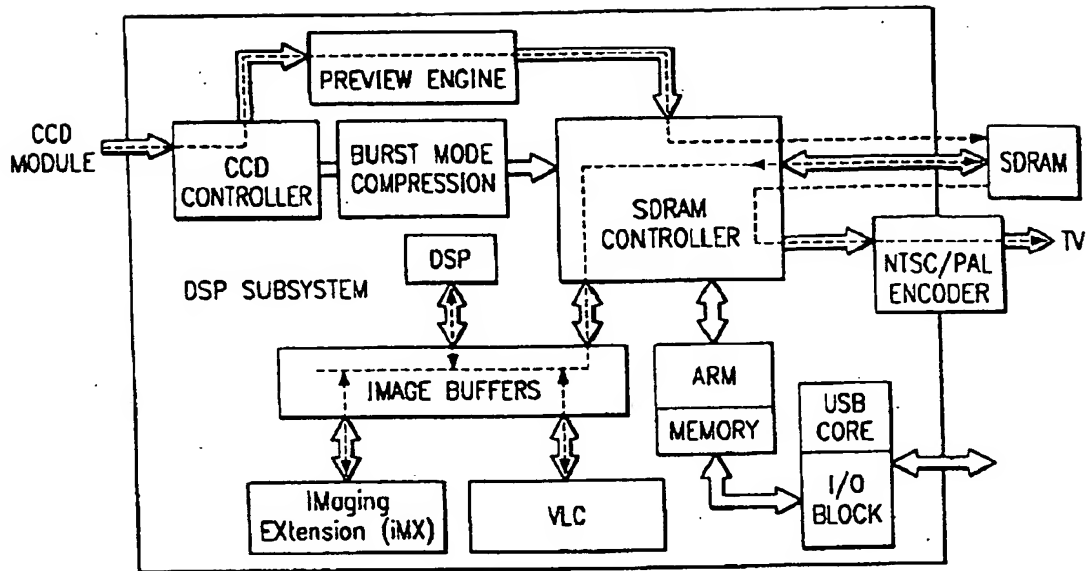 PREVIEW ENGINE
CCD
MODULE
CCD
CONTROLLER
BURST MODE
COMPRESSION
SDRAM
CONTROLLER
SDRAM
TV
NTSC/PAL
ENCODER
DSP
DSP SUBSYSTEM
IMAGE BUFFERS
ARM
MEMORY
USB
CORE
I/O
BLOCK
IMaging
EXtension (iMX)
VLC